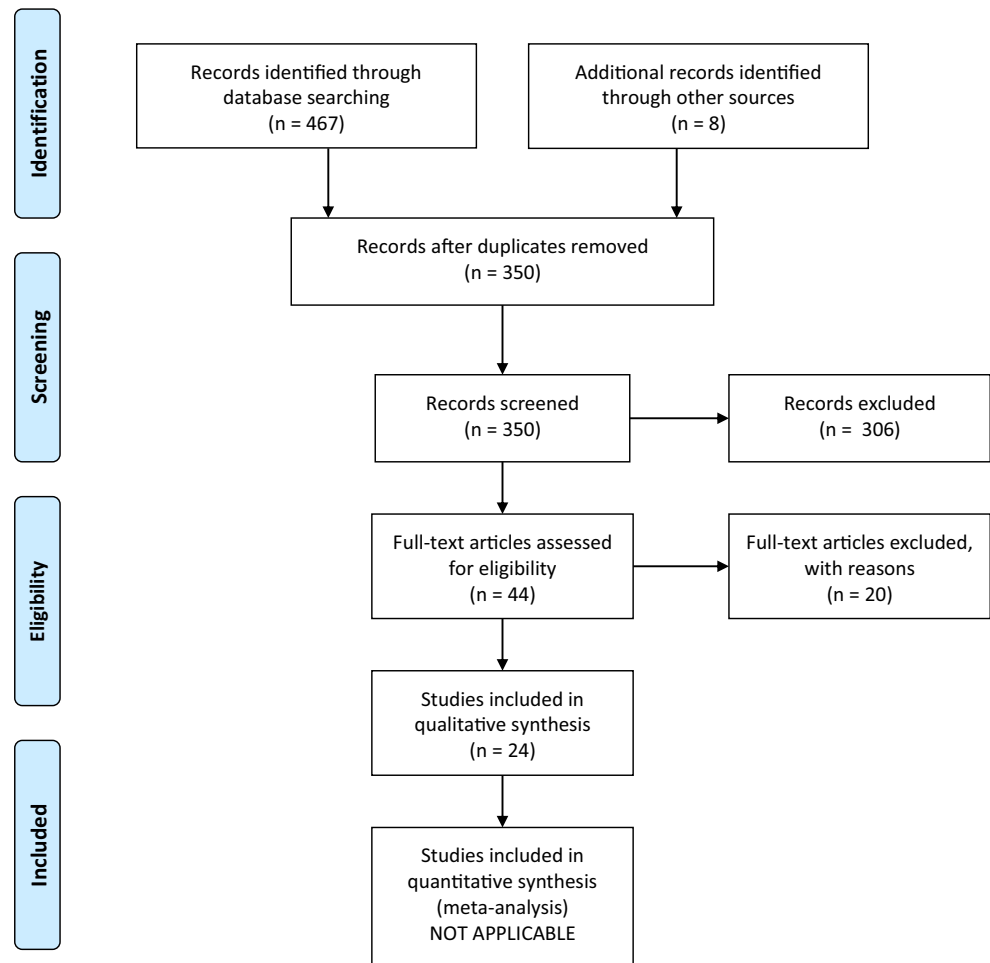 Identification
Records identified through
database searching
(n = 467)
Additional records identified
through other sources
(n = 8)
Screening
Records after duplicates removed
(n = 350)
Records screened
(n = 350)
Records excluded
(n =  306)
Eligibility
Full-text articles assessed
for eligibility
(n = 44)
Full-text articles excluded,
with reasons
(n = 20)
Studies included in
qualitative synthesis
(n = 24)
Included
Studies included in
quantitative synthesis
(meta-analysis)
NOT APPLICABLE